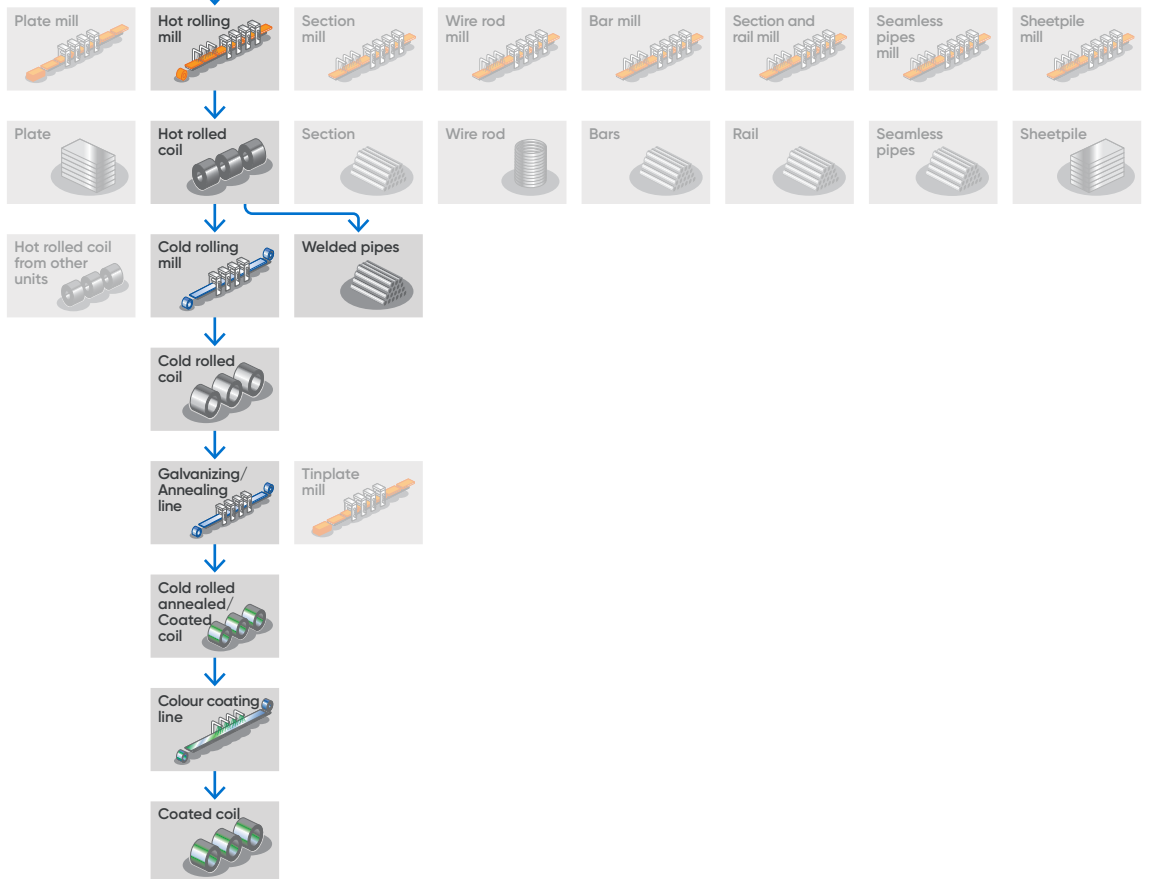 Plate mill
Hot rolling
mill
Section
mill
Wire rod
mill
Bar mill
Section and
rail mill
Seamless
pipes
mill
Sheetpile
mill
Plate
Hot rolled
coil
Section
Wire rod
Bars
Rail
Seamless
pipes
Sheetpile
Hot rolled coil
from other
units
Cold rolling
mill
Welded pipes
Cold rolled
coil
Galvanizing/
Annealing
line
Tinplate
mill
Cold rolled
annealed/
Coated
coil
Colour coating
line
Coated coil